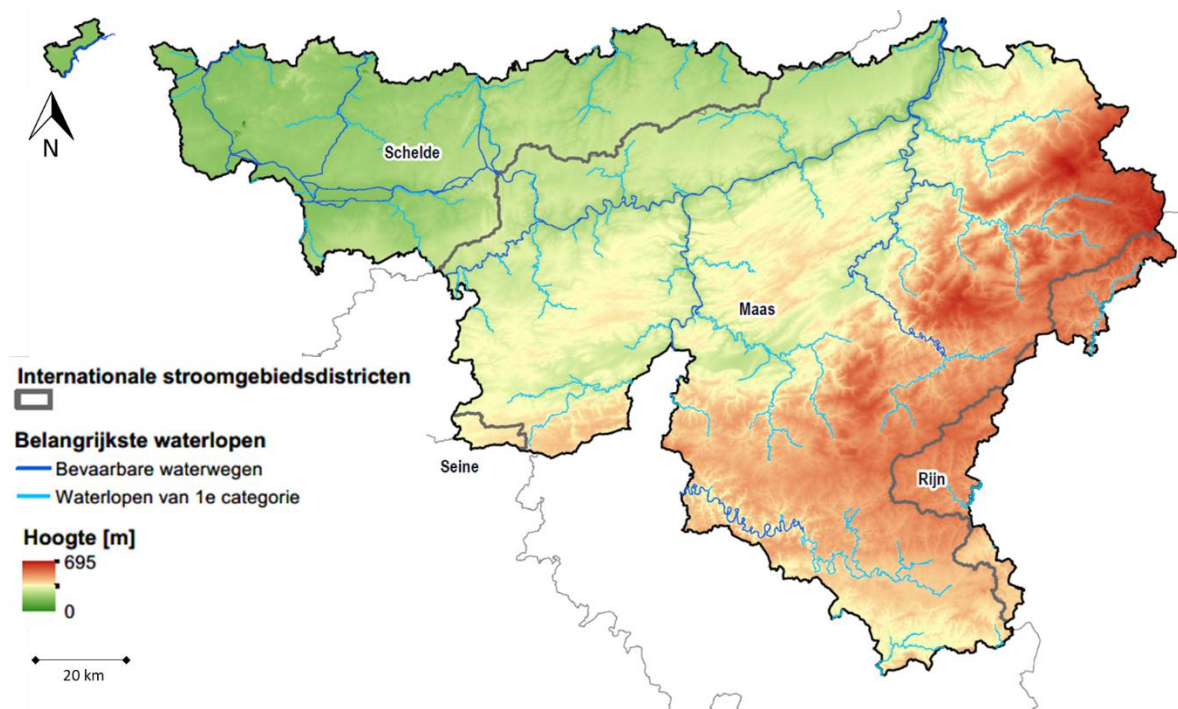 N
Schelde
Maas
Internationale stroomgebiedsdistricten
Belangrijkste waterlopen
Bevaarbare waterwegen
Seine
Rijn
Waterlopen van 1e categorie
Hoogte [m]
695
0
20 km